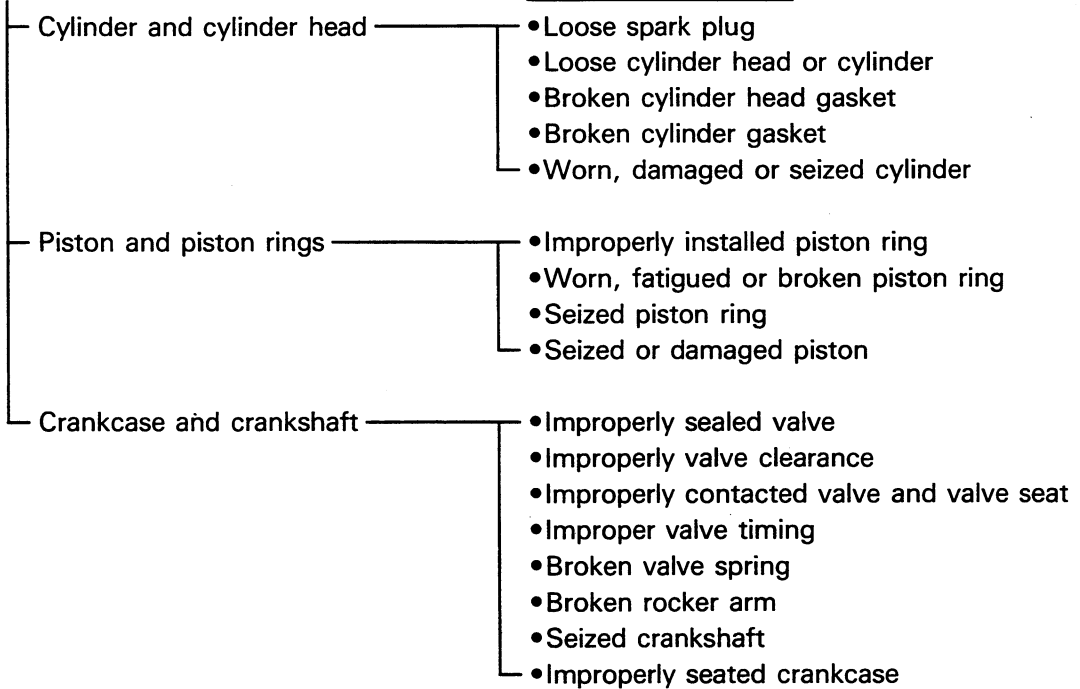 Cylinder and cylinder head
•Loose spark plug
•Loose cylinder head or cylinder
•Broken cylinder head gasket
•Broken cylinder gasket
•Worn, damaged or seized cylinder
Piston and piston rings
•Improperly installed piston ring
•Worn, fatigued or broken piston ring
•Seized piston ring
•Seized or damaged piston
Crankcase and crankshaft
•Improperly sealed valve
•Improperly valve clearance
•Improperly contacted valve and valve seat
•Improper valve timing
•Broken valve spring
•Broken rocker arm
•Seized crankshaft
•Improperly seated crankcase